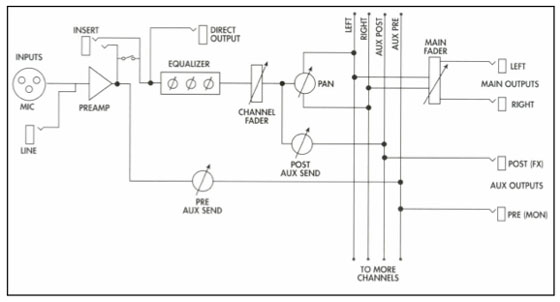 INSERT
DIRECT
OUTPUT
LEFT
RIGHT
AUX POST
AUX PRE
MAIN
FADER
INPUTS
EQUALIZER
LEFT
MAIN OUTPUTS
RIGHT
MIC
PREAMP
CHANNEL
FADER
PAN
LINE
POST
AUX SEND
POST (FX)
AUX OUTPUTS
PRE
AUX SEND
PRE (MON)
TO MORE
CHANNELS